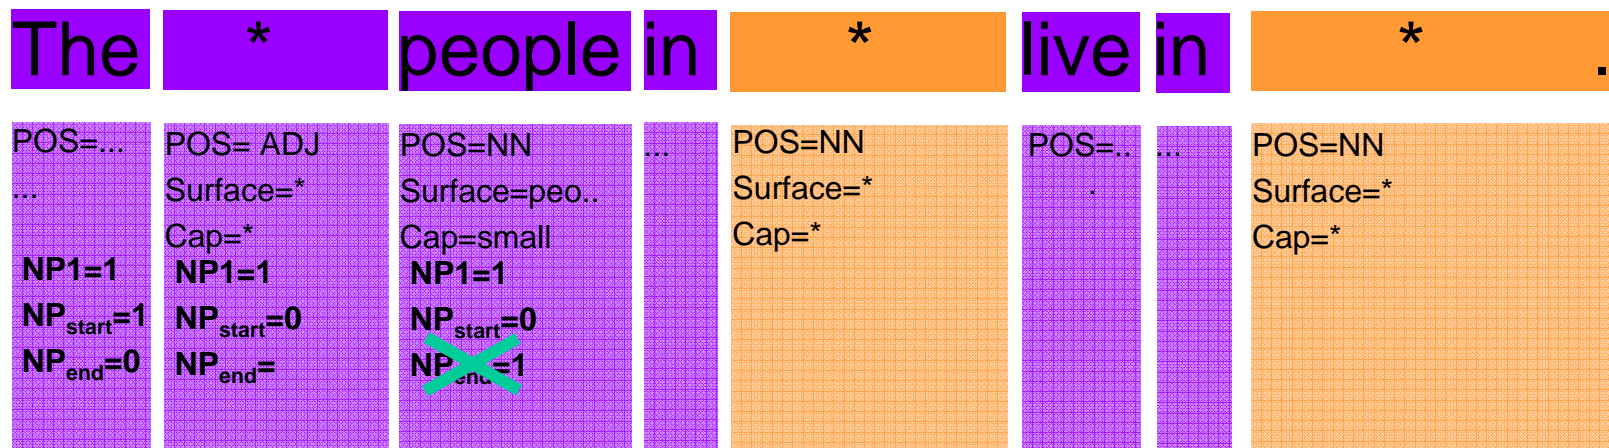 The * people in * live in * .
POS=...
...
NP1=1
NPstart=1
NPend=0
POS= ADJ
Surface=*
Cap=*
NP1=1
NPstart=0
NPend=
POS=NN
Surface=peo..
Cap=small
NP1=1
NPstart=0
NPend=1
...
POS=NN
Surface=*
Cap=*
POS=..
.
...
POS=NN
Surface=*
Cap=*